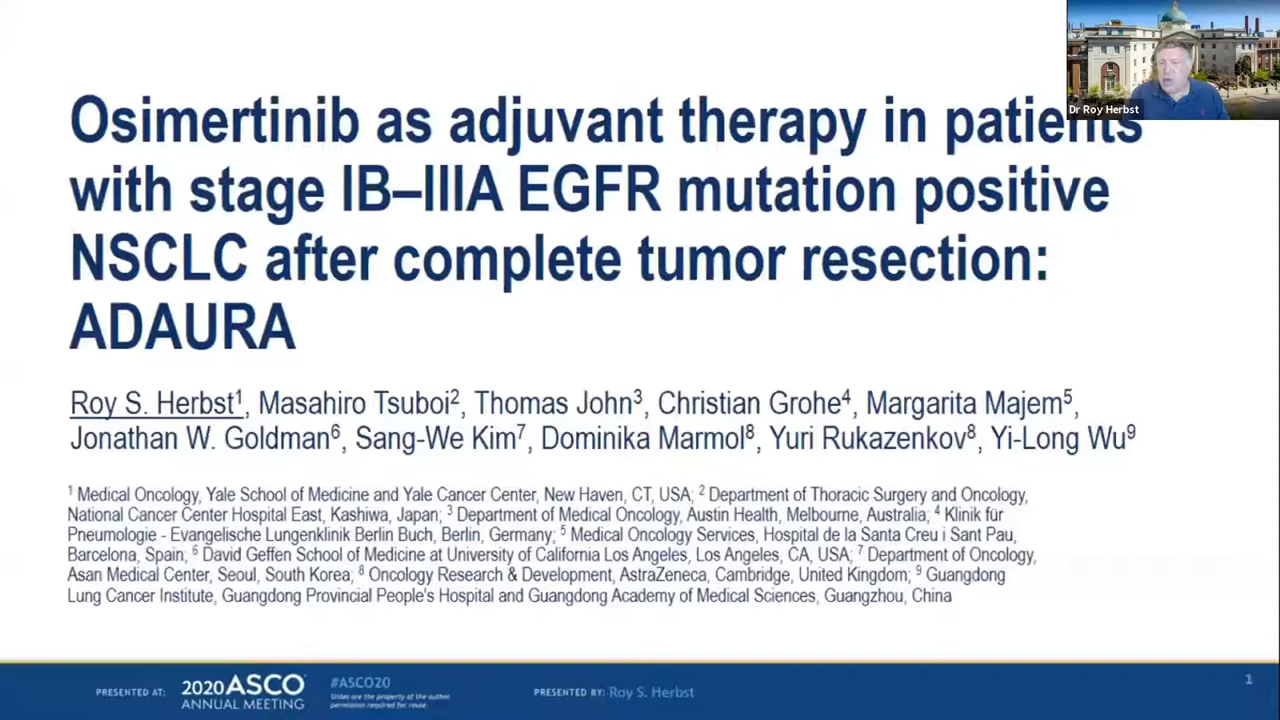 Osimertinib as adjuvant therapy in patients
with stage IB–IIIA EGFR mutation positive
NSCLC after complete tumor resection:
ADAURA
Dr Roy Herbst
Roy S. Herbst¹, Masahiro Tsuboi², Thomas John³, Christian Grohe⁴, Margarita Majem⁵,
Jonathan W. Goldman⁶, Sang-We Kim⁷, Dominika Marmol⁸, Yuri Rukazenkov⁸, Yi-Long Wu⁹
¹ Medical Oncology, Yale School of Medicine and Yale Cancer Center, New Haven, CT, USA; ² Department of Thoracic Surgery and Oncology,
National Cancer Center Hospital East, Kashiwa, Japan; ³ Department of Medical Oncology, Austin Health, Melbourne, Australia; ⁴ Klinik für
Pneumologie - Evangelische Lungenklinik Berlin Buch, Berlin, Germany; ⁵ Medical Oncology Services, Hospital de la Santa Creu i Sant Pau,
Barcelona, Spain; ⁶ David Geffen School of Medicine at University of California Los Angeles, Los Angeles, CA, USA; ⁷ Department of Oncology,
Asan Medical Center, Seoul, South Korea; ⁸ Oncology Research & Development, AstraZeneca, Cambridge, United Kingdom; ⁹ Guangdong
Lung Cancer Institute, Guangdong Provincial People's Hospital and Guangdong Academy of Medical Sciences, Guangzhou, China
PRESENTED AT:
2020 ASCO
ANNUAL MEETING
#ASCO20
Slides are the property of the author,
permission required for reuse.
PRESENTED BY: Roy S. Herbst
1